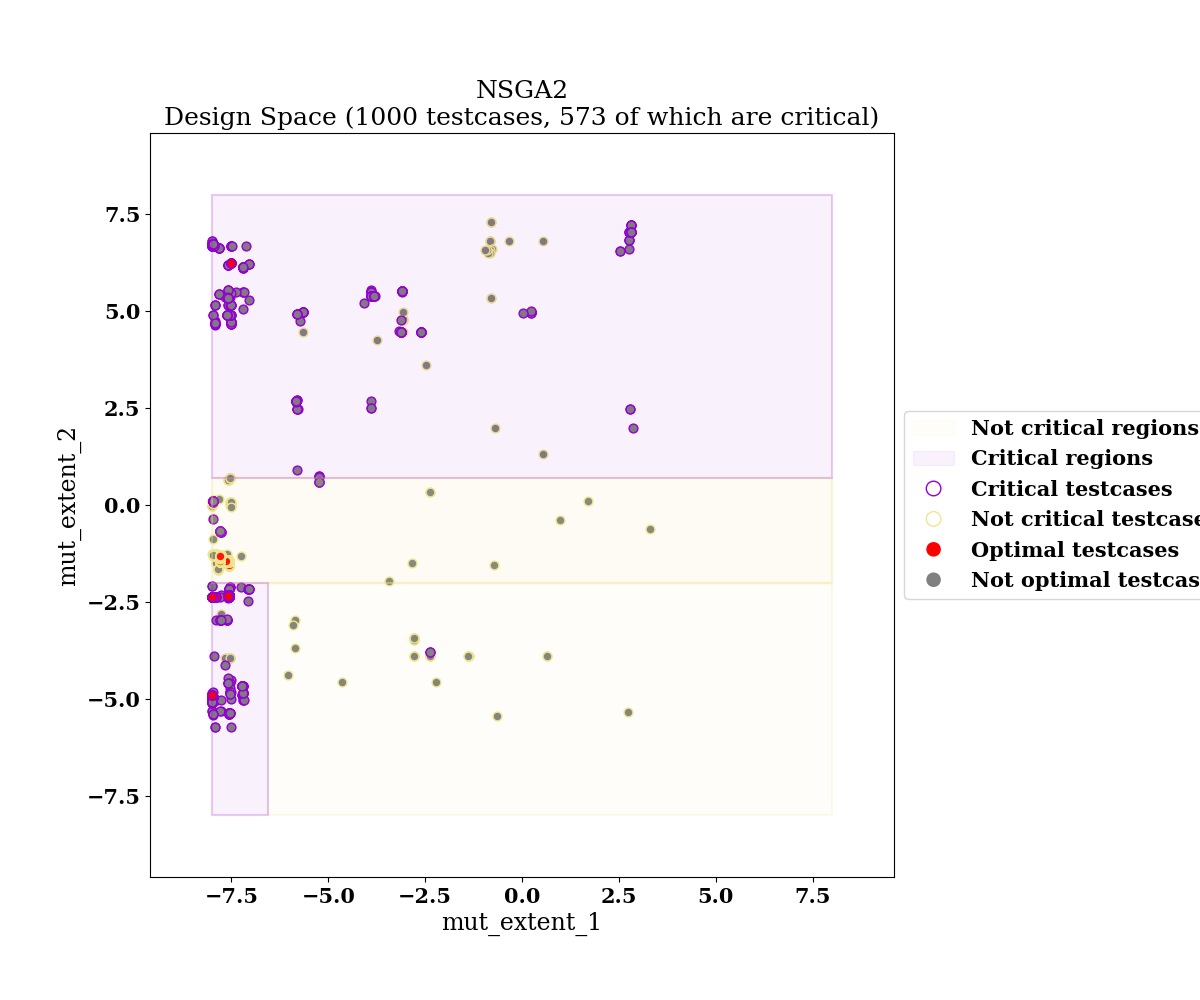 NSGA2
Design Space (1000 testcases, 573 of which are critical)
mut_extent_2
7.5
5.0
2.5
0.0
−2.5
−5.0
−7.5
−7.5
−5.0
−2.5
0.0
2.5
5.0
7.5
mut_extent_1
Not critical regions
Critical regions
Critical testcases
Not critical testcase
Optimal testcases
Not optimal testcas